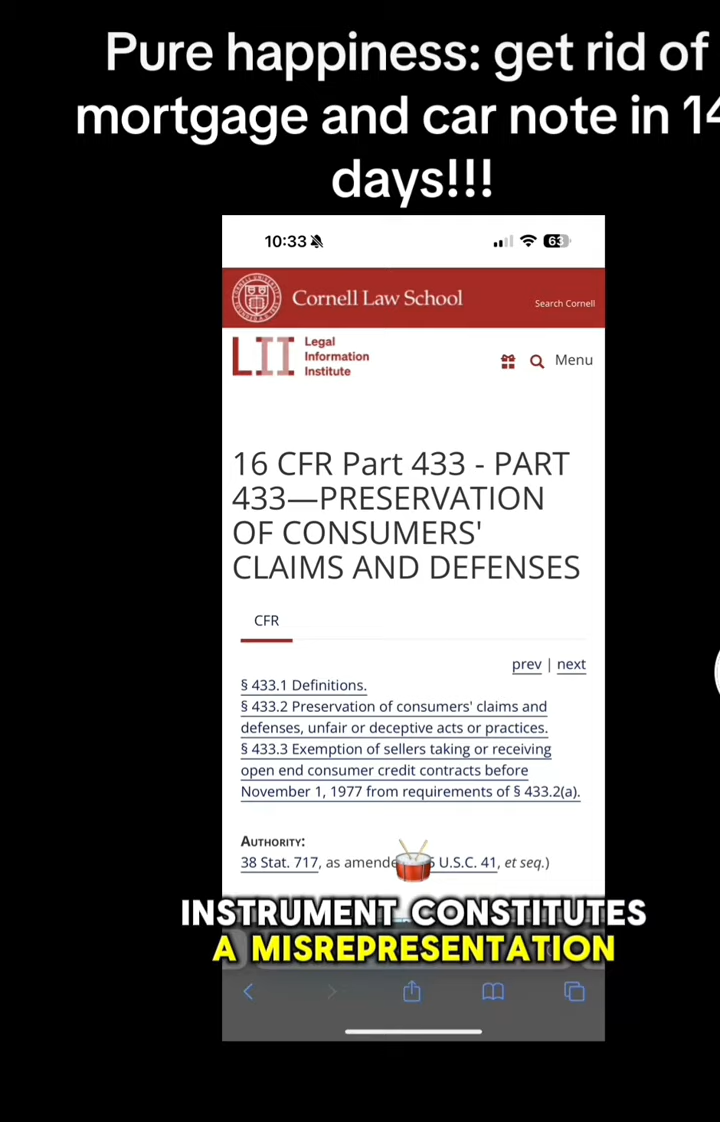 Pure happiness: get rid of
mortgage and car note in 14
days!!!
10:33
63
Cornell Law School
Search Cornell
LII
Legal
Information
Institute
Menu
16 CFR Part 433 - PART
433—PRESERVATION
OF CONSUMERS'
CLAIMS AND DEFENSES
CFR
prev | next
§ 433.1 Definitions.
§ 433.2 Preservation of consumers' claims and
defenses, unfair or deceptive acts or practices.
§ 433.3 Exemption of sellers taking or receiving
open end consumer credit contracts before
November 1, 1977 from requirements of § 433.2(a).
AUTHORITY:
38 Stat. 717, as U.S.C. 41, et seq.)
INSTRUMENT CONSTITUTES
A MISREPRESENTATION